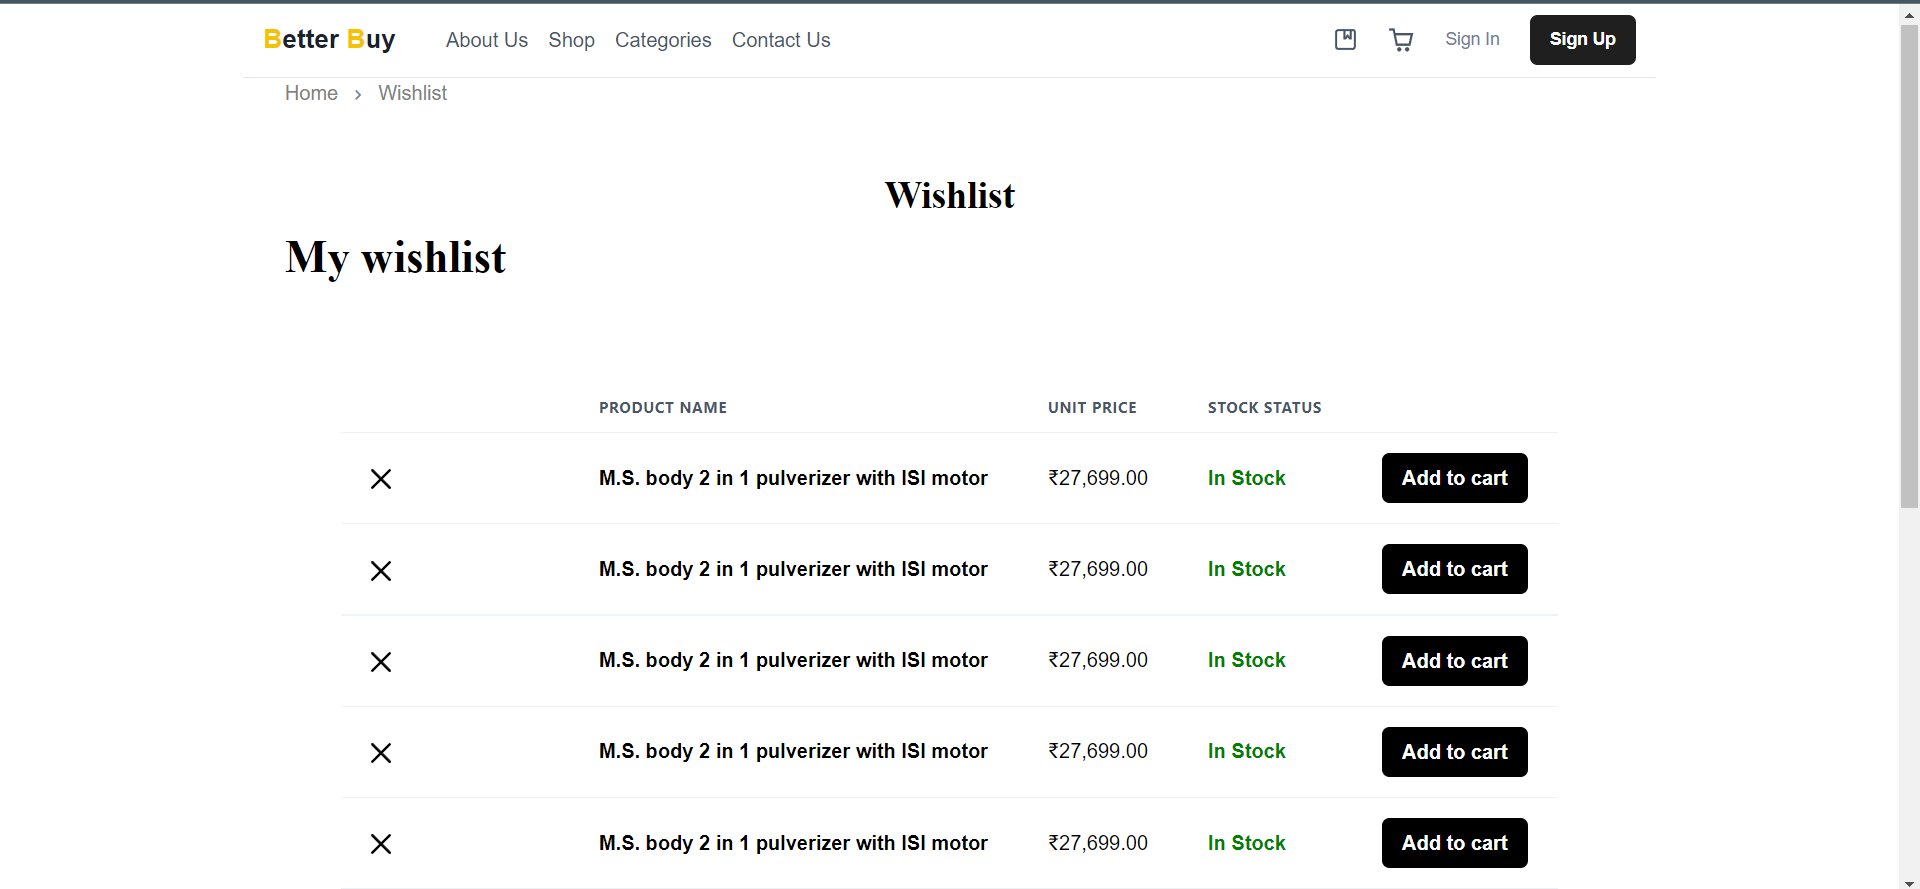 Better Buy About Us Shop Categories Contact Us Sign In Sign Up
Home > Wishlist
Wishlist
My wishlist
PRODUCT NAME UNIT PRICE STOCK STATUS
M.S. body 2 in 1 pulverizer with ISI motor ₹27,699.00 In Stock Add to cart
M.S. body 2 in 1 pulverizer with ISI motor ₹27,699.00 In Stock Add to cart
M.S. body 2 in 1 pulverizer with ISI motor ₹27,699.00 In Stock Add to cart
M.S. body 2 in 1 pulverizer with ISI motor ₹27,699.00 In Stock Add to cart
M.S. body 2 in 1 pulverizer with ISI motor ₹27,699.00 In Stock Add to cart